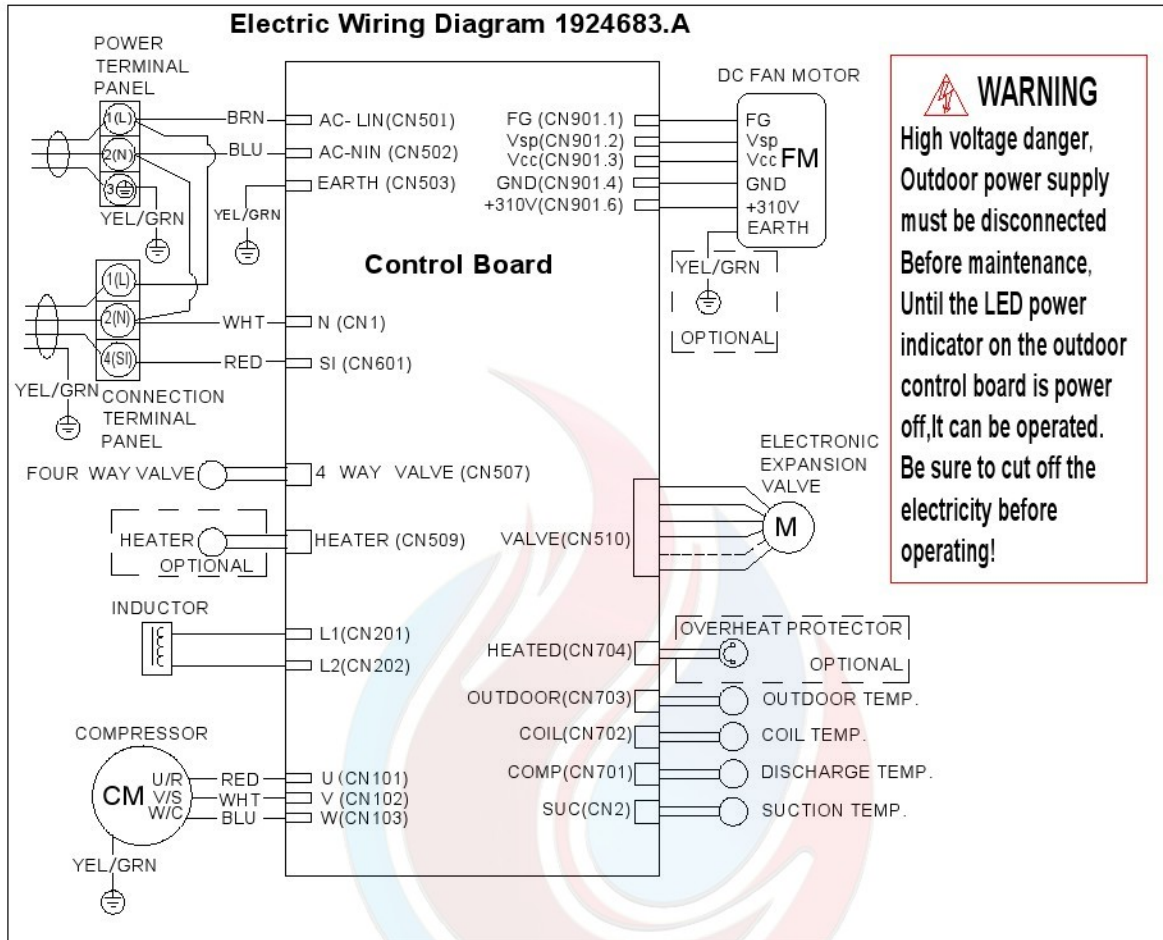 Electric Wiring Diagram 1924683.A
POWER
TERMINAL
PANEL
1(L)
2(N)
3
BRN
BLU
YEL/GRN
YEL/GRN
AC- LIN(CN501)
AC-NIN (CN502)
EARTH (CN503)
FG (CN901.1)
Vsp(CN901.2)
Vcc(CN901.3)
GND(CN901.4)
+310V(CN901.6)
DC FAN MOTOR
FG
Vsp
Vcc
FM
GND
+310V
EARTH
YEL/GRN
OPTIONAL
Control Board
1(L)
2(N)
4(SI)
WHT
RED
N (CN1)
SI (CN601)
YEL/GRN
CONNECTION
TERMINAL
PANEL
FOUR WAY VALVE
4 WAY VALVE (CN507)
HEATER
OPTIONAL
HEATER (CN509)
INDUCTOR
L1(CN201)
L2(CN202)
COMPRESSOR
CM
U/R
V/S
W/C
RED
WHT
BLU
U (CN101)
V (CN102)
W(CN103)
YEL/GRN
ELECTRONIC
EXPANSION
VALVE
VALVE(CN510)
M
HEATED(CN704)
OVERHEAT PROTECTOR
OPTIONAL
OUTDOOR(CN703)
OUTDOOR TEMP.
COIL(CN702)
COIL TEMP.
COMP(CN701)
DISCHARGE TEMP.
SUC(CN2)
SUCTION TEMP.
WARNING
High voltage danger,
Outdoor power supply
must be disconnected
Before maintenance,
Until the LED power
indicator on the outdoor
control board is power
off,It can be operated.
Be sure to cut off the
electricity before
operating!